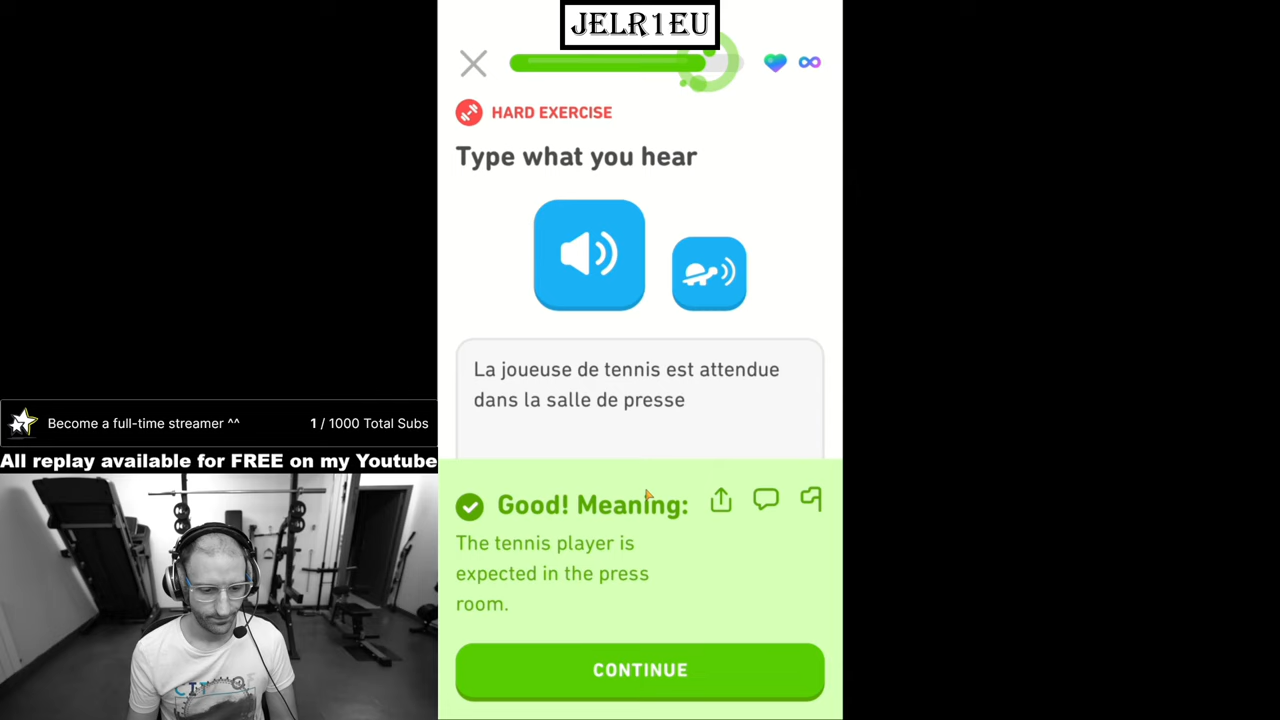 JELR1EU
HARD EXERCISE
Type what you hear
La joueuse de tennis est attendue
dans la salle de presse
Become a full-time streamer ^^ 1 / 1000 Total Subs
All replay available for FREE on my Youtube
Good! Meaning:
The tennis player is
expected in the press
room.
CONTINUE